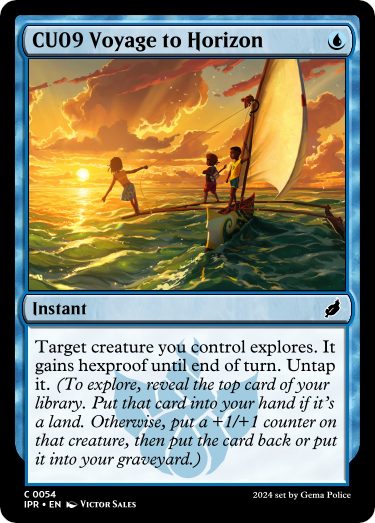 CU09 Voyage to Horizon
Instant
Target creature you control explores. It
gains hexproof until end of turn. Untap
it. (To explore, reveal the top card of your
library. Put that card into your hand if it's
a land. Otherwise, put a +1/+1 counter on
that creature, then put the card back or put
it into your graveyard.)
C 0054
IPR • EN Victor Sales
2024 set by Gema Police